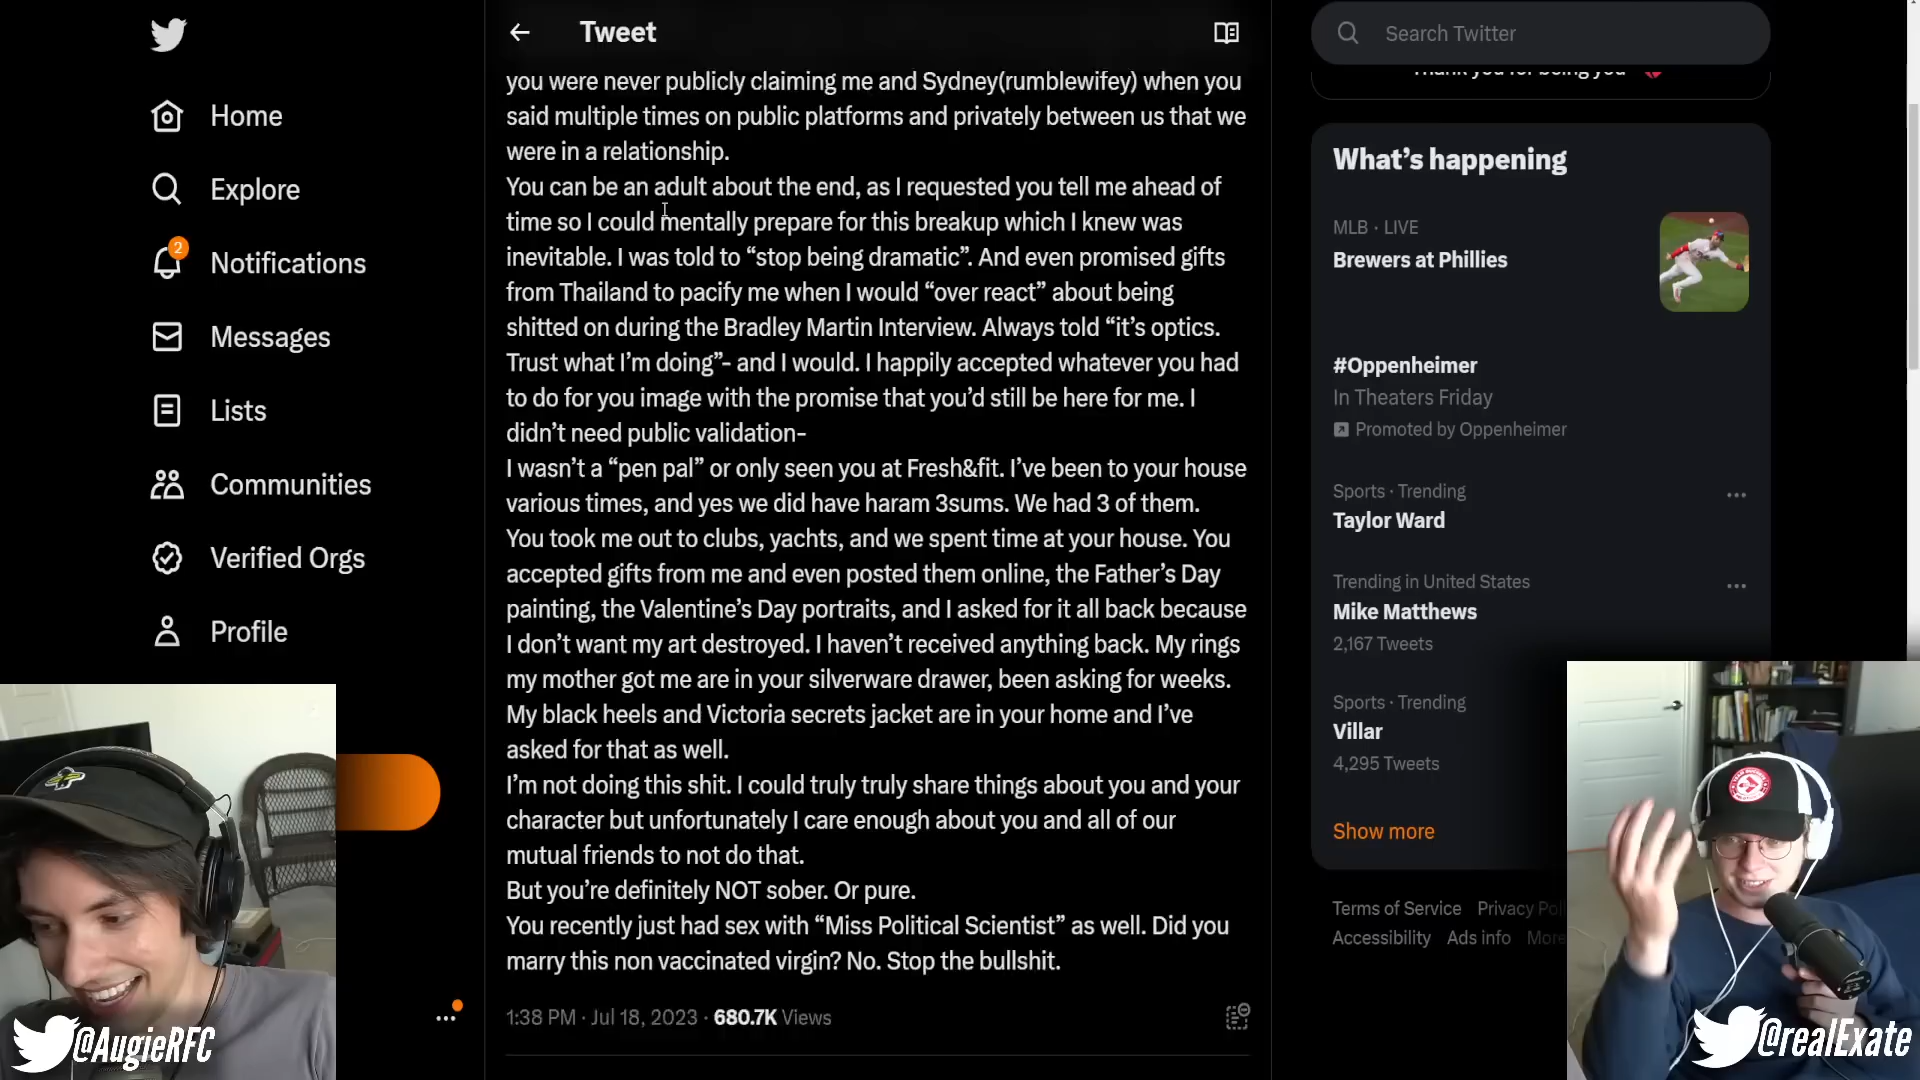 Tweet
Search Twitter
Thank you for being you
Home
Explore
2
Notifications
Messages
Lists
Communities
Verified Orgs
Profile
you were never publicly claiming me and Sydney(rumblewifey) when you
said multiple times on public platforms and privately between us that we
were in a relationship.
You can be an adult about the end, as I requested you tell me ahead of
time so I could mentally prepare for this breakup which I knew was
inevitable. I was told to “stop being dramatic”. And even promised gifts
from Thailand to pacify me when I would “over react” about being
shitted on during the Bradley Martin Interview. Always told “it’s optics.
Trust what I’m doing”- and I would. I happily accepted whatever you had
to do for you image with the promise that you’d still be here for me. I
didn’t need public validation-
I wasn’t a “pen pal” or only seen you at Fresh&fit. I’ve been to your house
various times, and yes we did have haram 3sums. We had 3 of them.
You took me out to clubs, yachts, and we spent time at your house. You
accepted gifts from me and even posted them online, the Father’s Day
painting, the Valentine’s Day portraits, and I asked for it all back because
I don’t want my art destroyed. I haven’t received anything back. My rings
my mother got me are in your silverware drawer, been asking for weeks.
My black heels and Victoria secrets jacket are in your home and I’ve
asked for that as well.
I’m not doing this shit. I could truly truly share things about you and your
character but unfortunately I care enough about you and all of our
mutual friends to not do that.
But you’re definitely NOT sober. Or pure.
You recently just had sex with “Miss Political Scientist” as well. Did you
marry this non vaccinated virgin? No. Stop the bullshit.
1:38 PM · Jul 18, 2023 · 680.7K Views
What’s happening
MLB · LIVE
Brewers at Phillies
#Oppenheimer
In Theaters Friday
Promoted by Oppenheimer
Sports · Trending
Taylor Ward
Trending in United States
Mike Matthews
2,167 Tweets
Sports · Trending
Villar
4,295 Tweets
Show more
Terms of Service Privacy
Accessibility Ads info More
@AugieRFC
@realExate